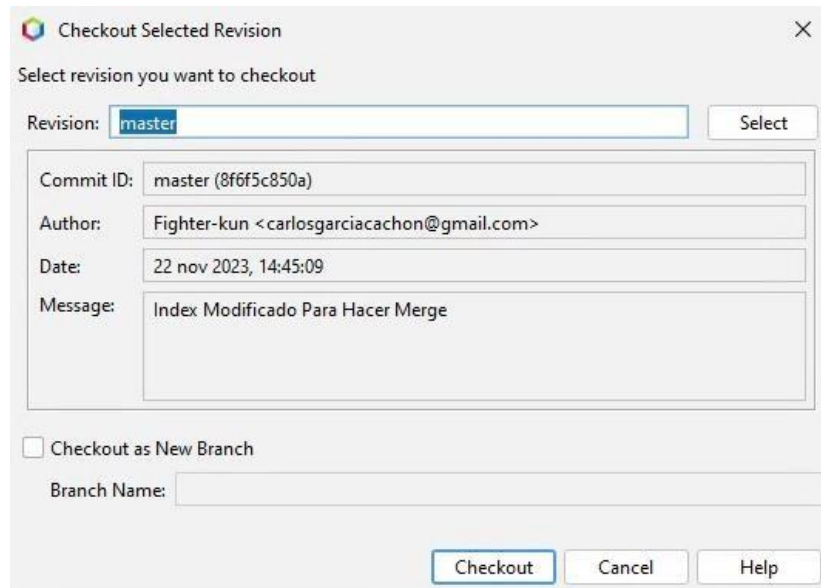 Checkout Selected Revision
Select revision you want to checkout
Revision: master Select
Commit ID: master (8f6f5c850a)
Author: Fighter-kun <carlosgarciacachon@gmail.com>
Date: 22 nov 2023, 14:45:09
Message: Index Modificado Para Hacer Merge
Checkout as New Branch
Branch Name:
Checkout Cancel Help